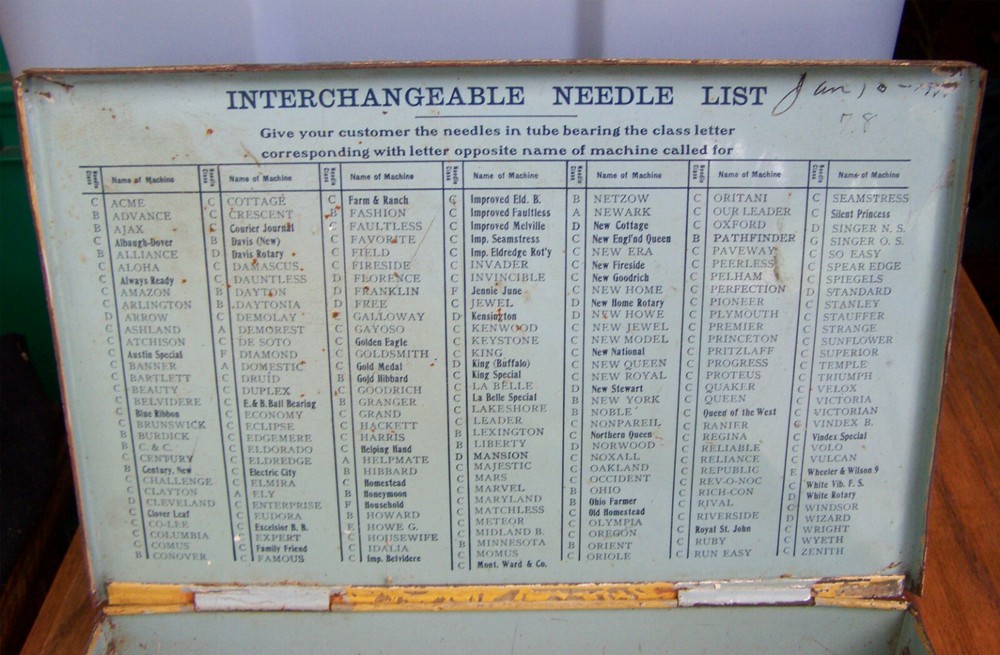 INTERCHANGEABLE NEEDLE LIST
Jan 10
78
Give your customer the needles in tube bearing the class letter
corresponding with letter opposite name of machine called for
Needle Class Name of Machine
C ACME
B ADVANCE
B AJAX
C Albaugh-Dover
B ALLIANCE
C ALOHA
C Always Ready
C AMAZON
C ARLINGTON
D ARROW
C ASHLAND
C ATCHISON
C Austin Special
C BANNER
C BARTLETT
C BEAUTY
C BELVIDERE
C Blue Ribbon
C BRUNSWICK
B BURDICK
B C. & C.
C CENTURY
B Century, New
C CHALLENGE
C CLAYTON
D CLEVELAND
C Clover Leaf
C CO-LEE
C COLUMBIA
C COMUS
B CONOVER
Needle Class Name of Machine
C COTTAGE
C CRESCENT
C Courier Journal
B Davis (New)
D Davis Rotary
C DAMASCUS
C DAUNTLESS
B DAYTON
B DAYTONIA
C DEMOLAY
A DEMOREST
C DE SOTO
F DIAMOND
A DOMESTIC
C DRUID
C DUPLEX
C E. & B. Ball Bearing
C ECONOMY
C ECLIPSE
C EDGEMERE
C ELDORADO
C ELDREDGE
C Electric City
C ELMIRA
A ELY
C ENTERPRISE
C EUDORA
C Excelsior B. B.
C EXPERT
C Family Friend
C FAMOUS
Needle Class Name of Machine
C Farm & Ranch
B FASHION
C FAULTLESS
C FAVORITE
C FIELD
C FIRESIDE
D FLORENCE
D FRANKLIN
D FREE
C GALLOWAY
C GAYOSO
C Golden Eagle
C GOLDSMITH
C Gold Medal
B Gold Hibbard
C GOODRICH
B GRANGER
C GRAND
C HACKETT
C HARRIS
C Helping Hand
A HELPMATE
B HIBBARD
C Homestead
B Honeymoon
F Household
B HOWARD
E HOWE G.
C HOUSEWIFE
C IDALIA
C Imp. Belvidere
Needle Class Name of Machine
C Improved Eld. B.
C Improved Faultless
C Improved Melville
C Imp. Seamstress
C Imp. Eldredge Rot'y
C INVADER
C INVINCIBLE
F Jennie June
C JEWEL
D Kensington
C KENWOOD
C KEYSTONE
C KING
D King (Buffalo)
C King Special
C LA BELLE
C La Belle Special
C LAKESHORE
C LEADER
B LEXINGTON
B LIBERTY
D MANSION
C MAJESTIC
C MARS
C MARVEL
C MARYLAND
C MATCHLESS
C METEOR
C MIDLAND B.
B MINNESOTA
C MOMUS
C Mont. Ward & Co.
Needle Class Name of Machine
B NETZOW
A NEWARK
D New Cottage
C New Engl'nd Queen
C NEW ERA
C New Fireside
C New Goodrich
C NEW HOME
D New Home Rotary
D NEW HOWE
C NEW JEWEL
C NEW MODEL
C New National
C NEW QUEEN
C NEW ROYAL
D New Stewart
B NEW YORK
B NOBLE
C NONPAREIL
C Northern Queen
D NORWOOD
C NOXALL
C OAKLAND
C OCCIDENT
B OHIO
B Ohio Farmer
C Old Homestead
C OLYMPIA
C OREGON
B ORIENT
C ORIOLE
Needle Class Name of Machine
C ORITANI
C OUR LEADER
C OXFORD
B PATHFINDER
C PAVEWAY
C PEERLESS
C PELHAM
C PERFECTION
C PIONEER
C PLYMOUTH
C PREMIER
C PRINCETON
C PRITZLAFF
C PROGRESS
C PROTEUS
C QUAKER
C QUEEN
C Queen of the West
C RANIER
C REGINA
C RELIABLE
C RELIANCE
C REPUBLIC
C REV-O-NOC
C RICH-CON
C RIVAL
C RIVERSIDE
C Royal St. John
C RUBY
C RUN EASY
Needle Class Name of Machine
C SEAMSTRESS
C Silent Princess
D SINGER N. S.
G SINGER O. S.
C SO EASY
C SPEAR EDGE
C SPIEGELS
D STANDARD
C STANLEY
C STAUFFER
C STRANGE
C SUNFLOWER
C SUPERIOR
C TEMPLE
C TRIUMPH
C VELOX
C VICTORIA
C VICTORIAN
C VINDEX B.
C Vindex Special
C VOLO
C VULCAN
E Wheeler & Wilson 9
C White Vib. F. S.
D White Rotary
C WINDSOR
D WIZARD
C WRIGHT
C WYETH
C ZENITH